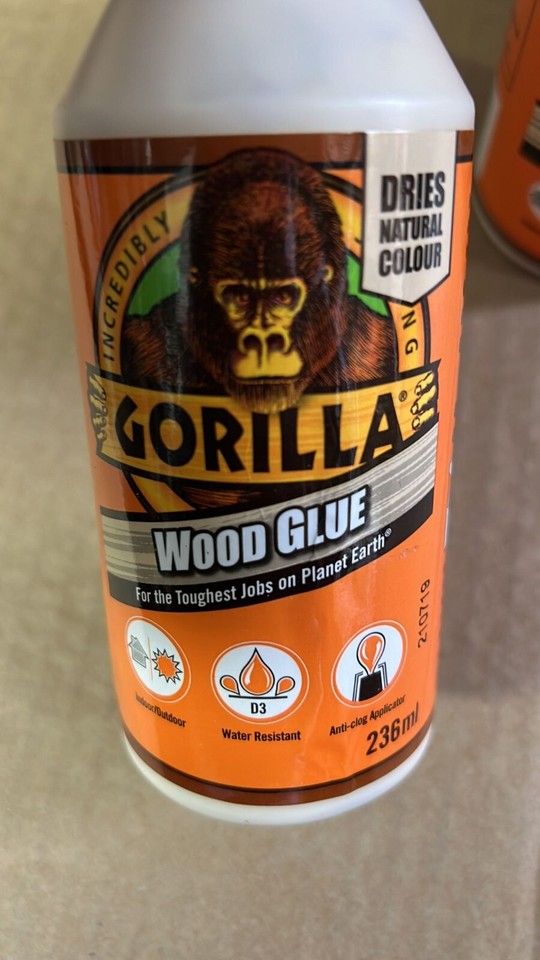 DRIES
NATURAL
COLOUR
INCREDIBLY
NG
GORILLA®
WOOD GLUE
For the Toughest Jobs on Planet Earth®
210719
D3
Indoor/Outdoor
Water Resistant
Anti-clog Applicator
236ml